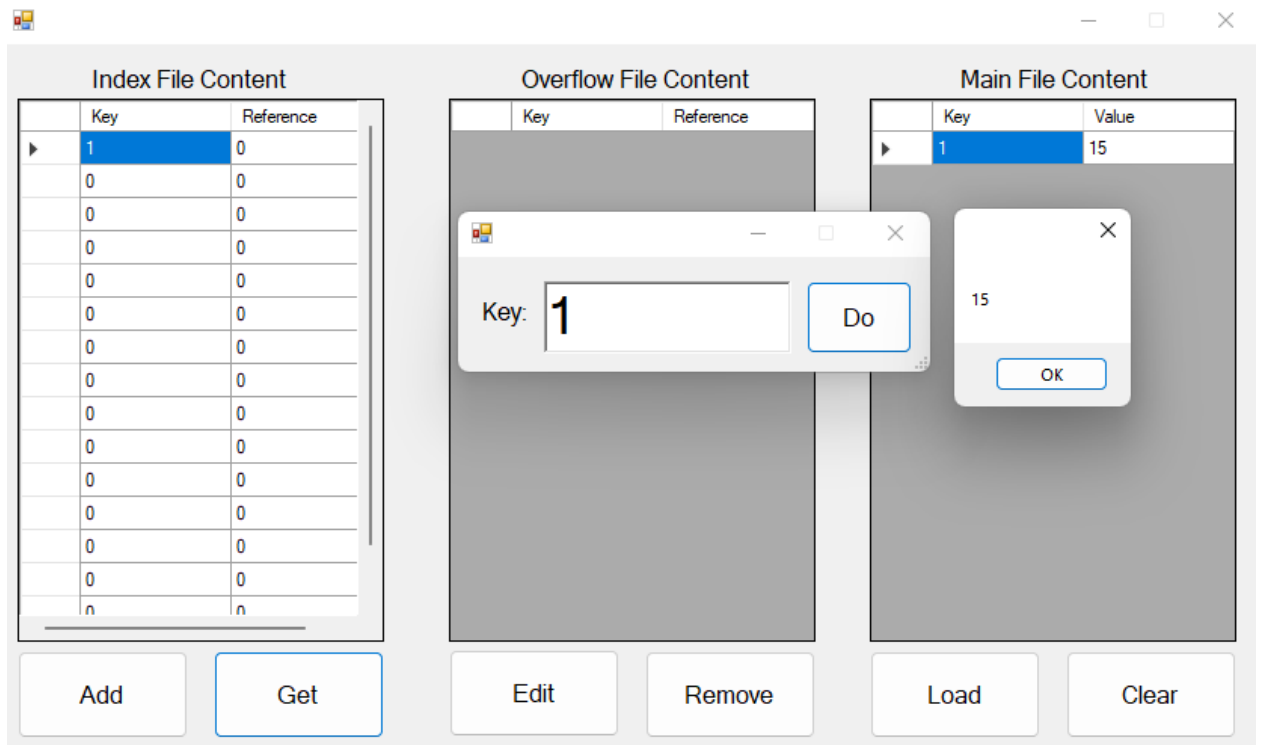 Index File Content Overflow File Content Main File Content
Key Reference Key Reference Key Value
1 0 1 15
0 0
0 0
0 0
0 0
0 0
0 0
0 0
0 0
0 0
0 0
0 0
0 0
0 0
0 0
Key: 1 Do
15
OK
Add Get Edit Remove Load Clear